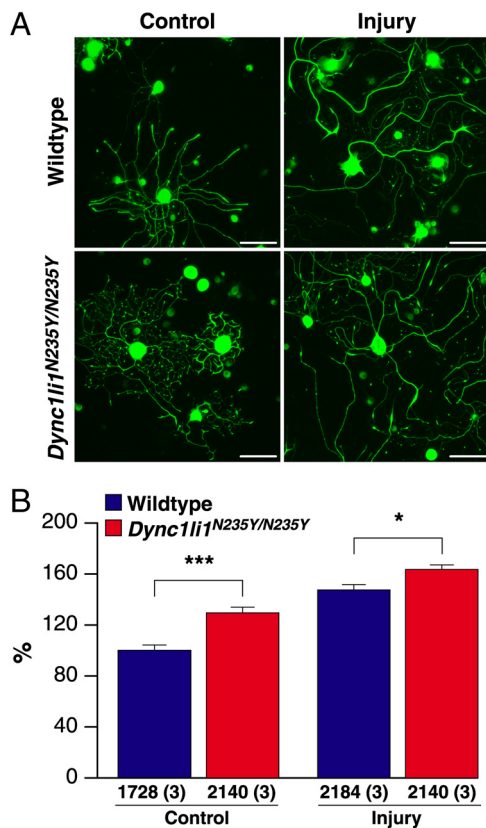 A
Control
Injury
Wildtype
Dync1li1N235Y/N235Y
B
Wildtype
Dync1li1N235Y/N235Y
200
160
120
80
40
0
%
***
*
1728 (3) 2140 (3) 2184 (3) 2140 (3)
Control Injury